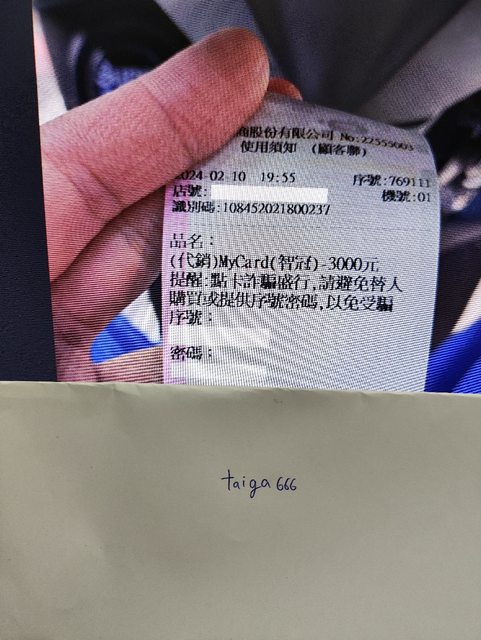 商股份有限公司 No:22555003
使用須知 (顧客聯)
2024-02-10 19:55 序號:769111
店號: 機號:01
識別碼:108452021800237
品名:
(代銷)MyCard(智冠)-3000元
提醒:點卡詐騙盛行,請避免替人
購買或提供序號密碼,以免受騙
序號:
密碼:
taiga 666